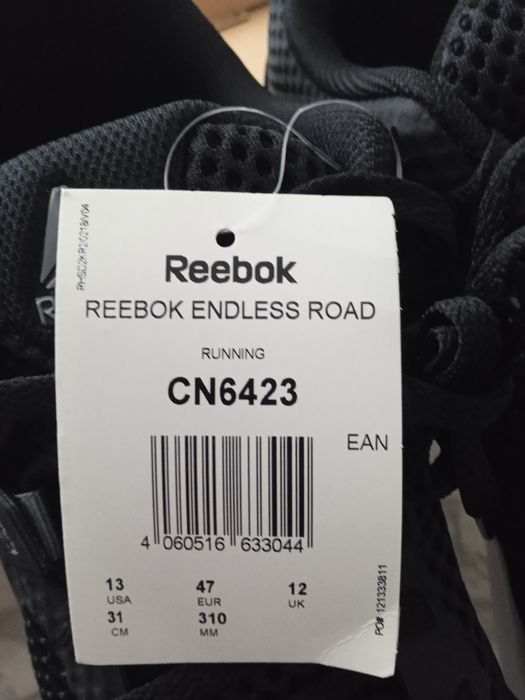 Reebok
REEBOK ENDLESS ROAD
RUNNING
CN6423
EAN
4 060516 633044
13 47 12
USA EUR UK
31 310
CM MM
PO# 121333811